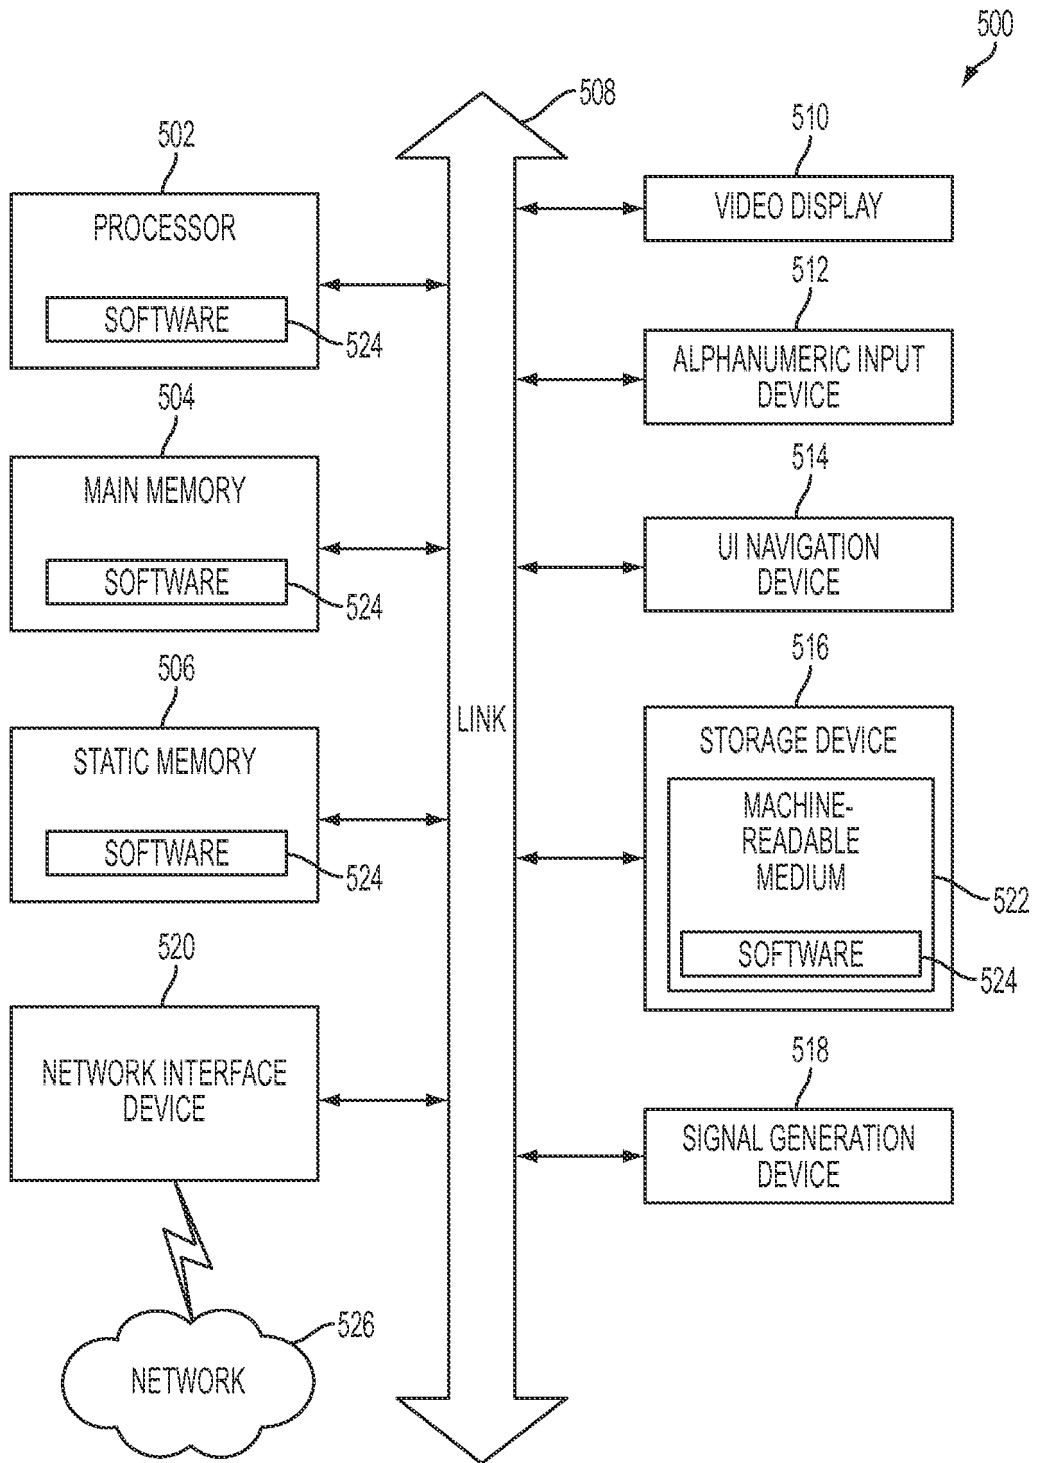 500
508
502
PROCESSOR
SOFTWARE
524
504
MAIN MEMORY
SOFTWARE
524
506
STATIC MEMORY
SOFTWARE
524
520
NETWORK INTERFACE
DEVICE
526
NETWORK
LINK
510
VIDEO DISPLAY
512
ALPHANUMERIC INPUT
DEVICE
514
UI NAVIGATION
DEVICE
516
STORAGE DEVICE
MACHINE-
READABLE
MEDIUM
522
SOFTWARE
524
518
SIGNAL GENERATION
DEVICE